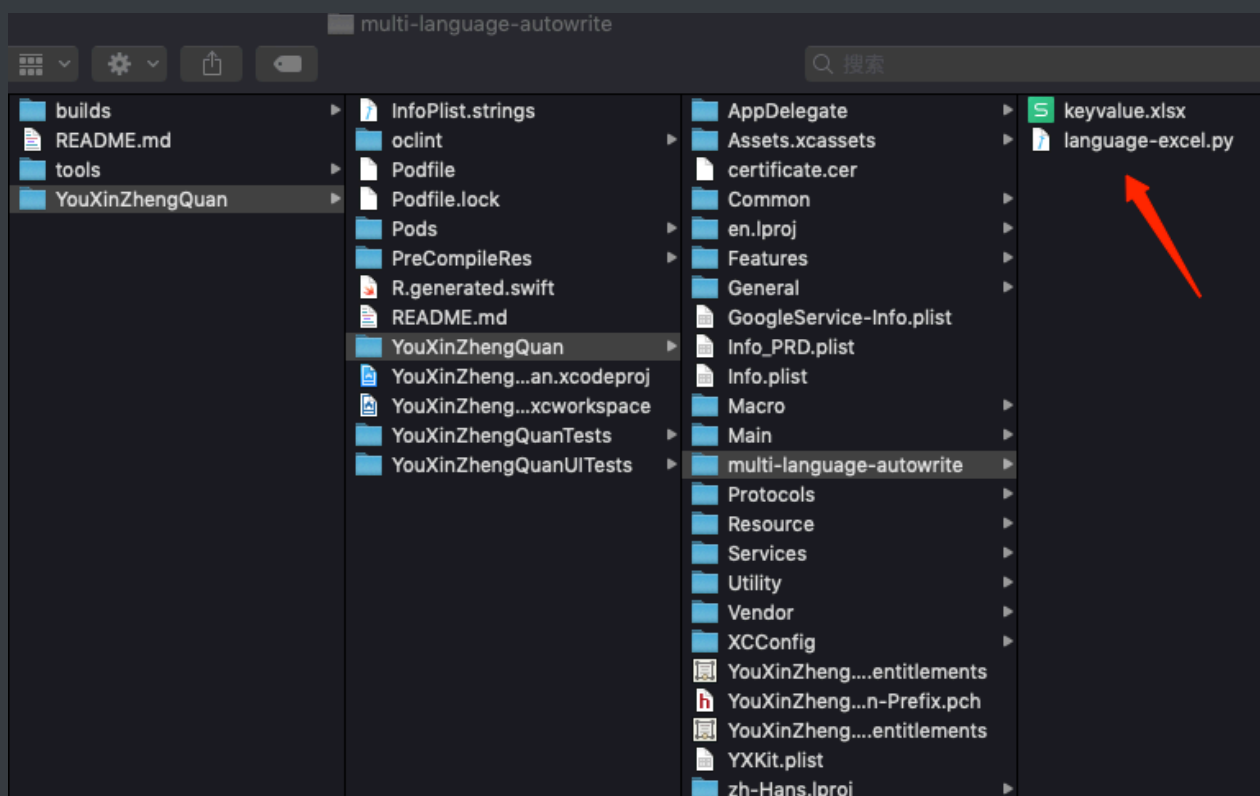 multi-language-autowrite
搜索
builds
README.md
tools
YouXinZhengQuan
InfoPlist.strings
oclint
Podfile
Podfile.lock
Pods
PreCompileRes
R.generated.swift
README.md
YouXinZhengQuan
YouXinZheng...an.xcodeproj
YouXinZheng...xcworkspace
YouXinZhengQuanTests
YouXinZhengQuanUITests
AppDelegate
Assets.xcassets
certificate.cer
Common
en.lproj
Features
General
GoogleService-Info.plist
Info_PRD.plist
Info.plist
Macro
Main
multi-language-autowrite
Protocols
Resource
Services
Utility
Vendor
XCConfig
YouXinZheng....entitlements
YouXinZheng...n-Prefix.pch
YouXinZheng....entitlements
YXKit.plist
zh-Hans.lproj
keyvalue.xlsx
language-excel.py